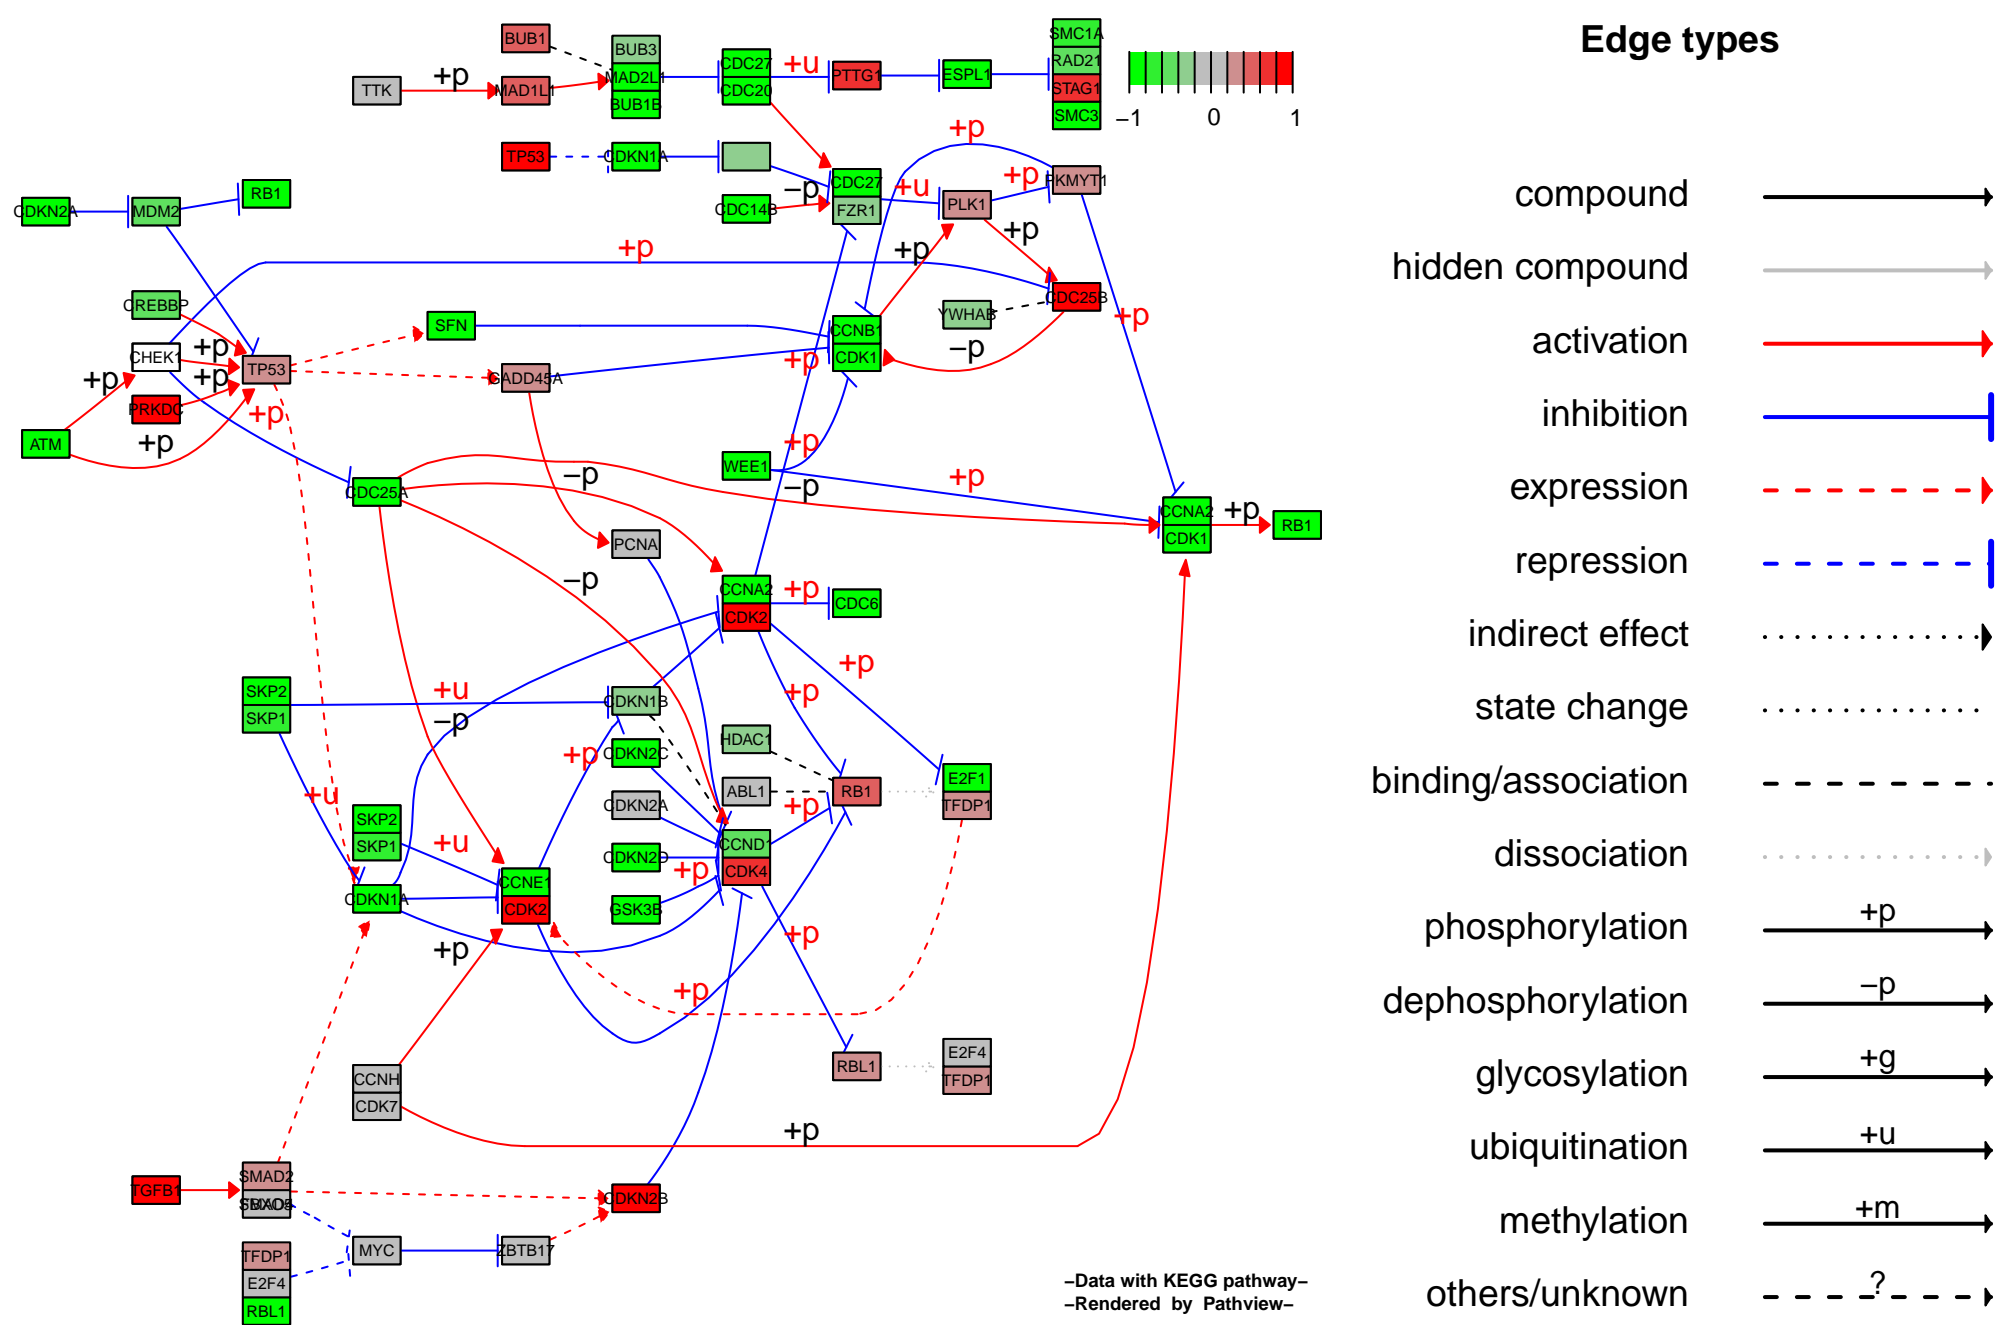 Edge types
compound
hidden compound
activation
inhibition
expression
repression
indirect effect
state change
binding/association
dissociation
phosphorylation +p
dephosphorylation −p
glycosylation +g
ubiquitination +u
methylation +m
others/unknown ?
−1 0 1
BUB1
BUB3
SMC1A
RAD21
STAG1
SMC3
TTK
+p
MAD1L1
MAD2L1
BUB1B
CDC27
CDC20
+u
PTTG1
ESPL1
TP53
CDKN1A
+p
CDKN2A
MDM2
RB1
CDC14B
−p
CDC27
FZR1
+u
PLK1
+p
PKMYT1
+p
+p
+p
CREBBP
SFN
CCNB1
CDK1
YWHAB
CDC25B
−p
+p
+p
CHEK1
+p
TP53
GADD45A
+p
PRKDC
+p
+p
ATM
+p
+p
WEE1
−p
+p
CDC25A
−p
CCNA2
CDK1
+p
RB1
PCNA
−p
CCNA2
CDK2
+p
CDC6
+p
+p
SKP2
SKP1
+u
−p
CDKN1B
+p
CDKN2C
HDAC1
ABL1
RB1
E2F1
TFDP1
+u
CDKN2A
+p
SKP2
SKP1
+u
CDKN2D
CCND1
CDK4
+p
CDKN1A
CCNE1
CDK2
GSK3B
+p
+p
+p
CCNH
CDK7
RBL1
E2F4
TFDP1
+p
TGFB1
SMAD2
CDKN2B
MYC
ZBTB17
TFDP1
E2F4
RBL1
−Data with KEGG pathway−
−Rendered by Pathview−